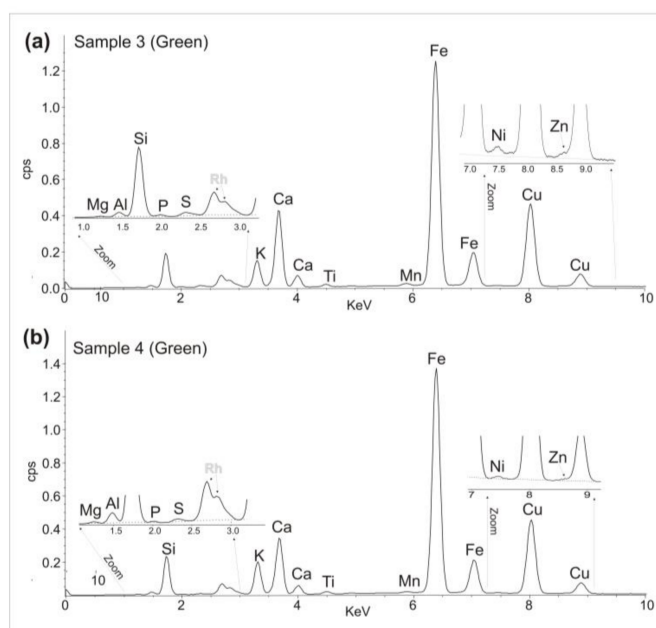 (a) Sample 3 (Green)
Fe
1.2
1.0
0.8
0.6
0.4
0.2
0.0
cps
Si
Mg Al P S Rh
1.0 1.5 2.0 2.5 3.0
Zoom
Ni Zn
7.0 7.5 8.0 8.5 9.0
Zoom
K Ca Ca Ti Mn Fe Cu Cu
0 10 2 4 6 8 10
KeV
(b) Sample 4 (Green)
Fe
1.4
1.2
1.0
0.8
0.6
0.4
0.2
cps
Mg Al P S Rh
1.5 2.0 2.5 3.0
Zoom
10
Ni Zn
7 8 9
Zoom
Si K Ca Ca Ti Mn Fe Cu Cu
0 2 4 6 8 10
KeV